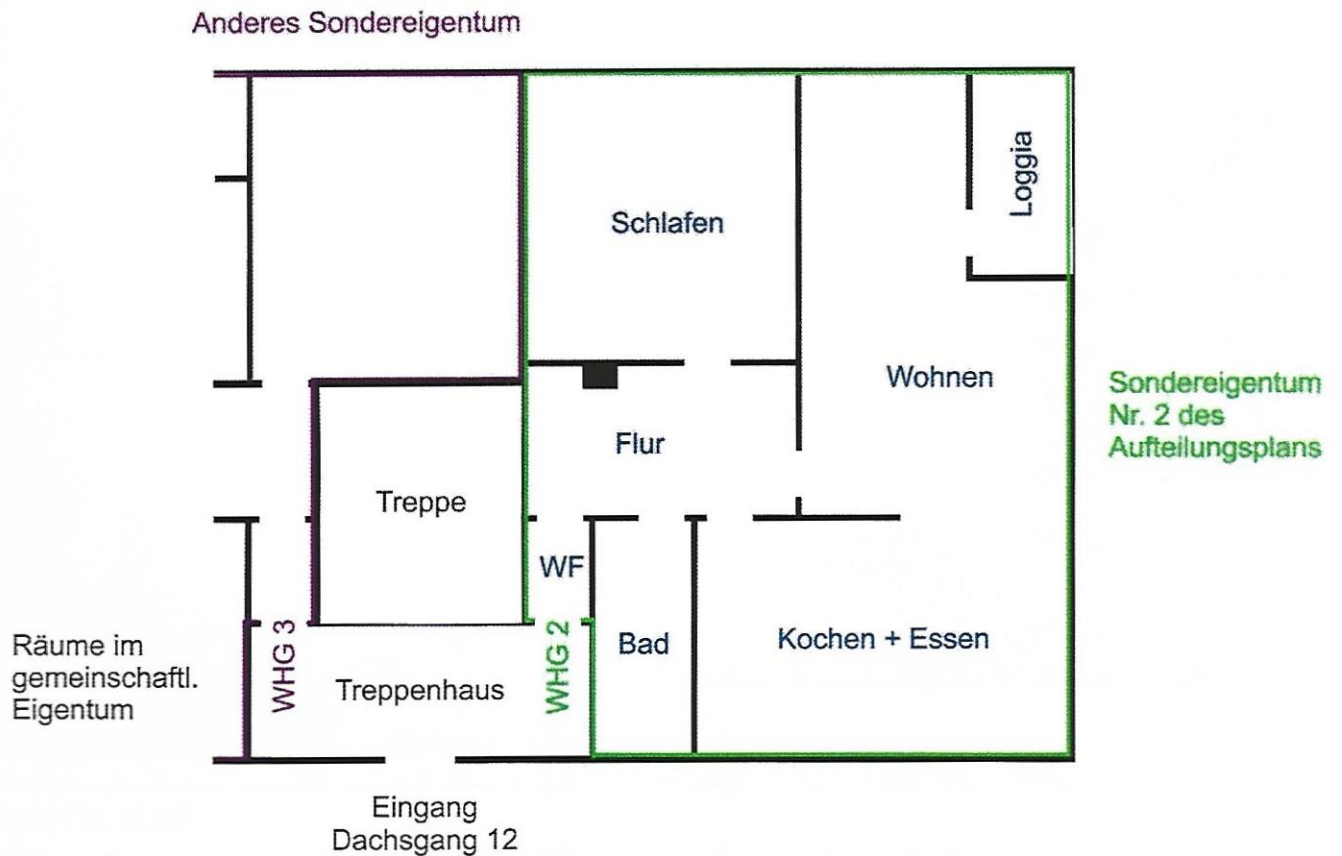 Anderes Sondereigentum
Loggia
Schlafen
Wohnen
Sondereigentum
Nr. 2 des
Aufteilungsplans
Flur
Treppe
WF
Räume im
gemeinschaftl.
Eigentum
WHG 3
Treppenhaus
WHG 2
Bad
Kochen + Essen
Eingang
Dachsgang 12